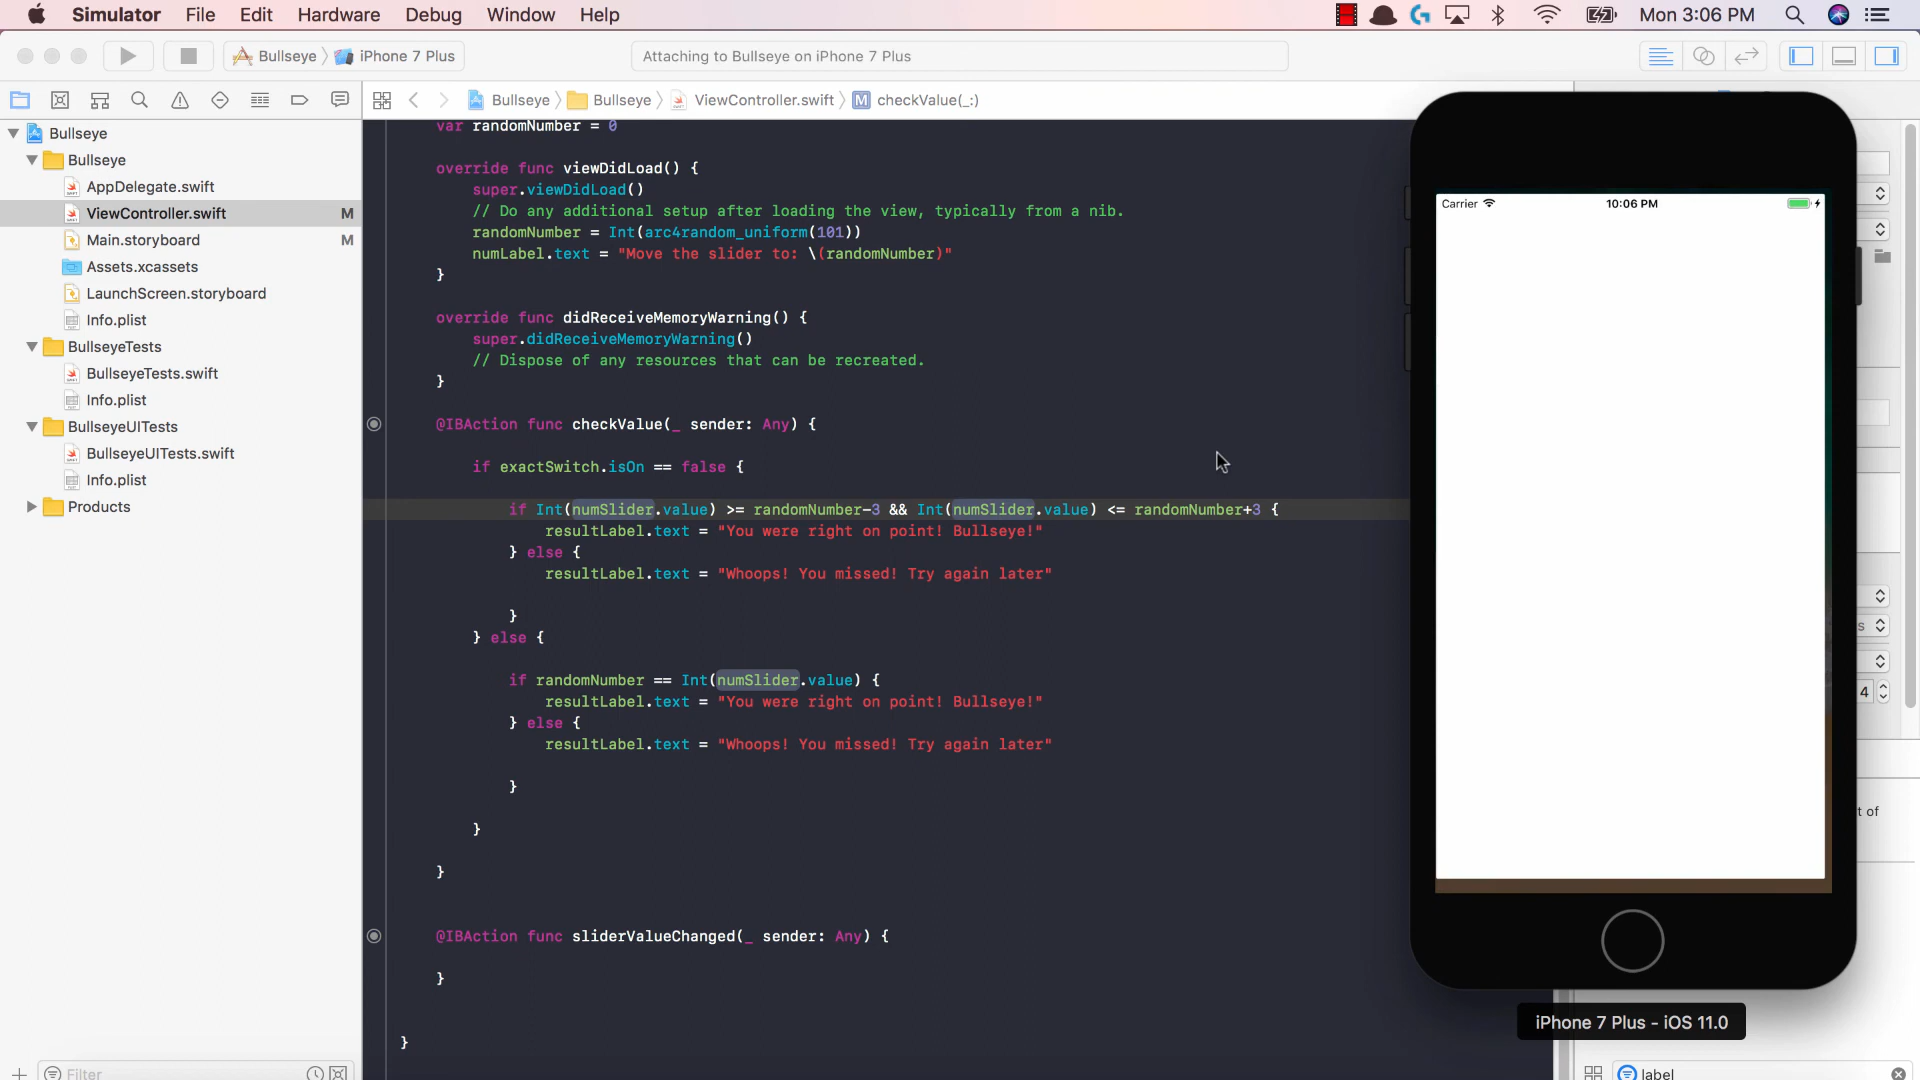 Simulator File Edit Hardware Debug Window Help Mon 3:06 PM
Bullseye iPhone 7 Plus Attaching to Bullseye on iPhone 7 Plus
Bullseye Bullseye ViewController.swift M checkValue(_:)
Bullseye
Bullseye
AppDelegate.swift
ViewController.swift M
Main.storyboard M
Assets.xcassets
LaunchScreen.storyboard
Info.plist
BullseyeTests
BullseyeTests.swift
Info.plist
BullseyeUITests
BullseyeUITests.swift
Info.plist
Products
Filter
var randomNumber = 0
override func viewDidLoad() {
super.viewDidLoad()
// Do any additional setup after loading the view, typically from a nib.
randomNumber = Int(arc4random_uniform(101))
numLabel.text = "Move the slider to: \(randomNumber)"
}
override func didReceiveMemoryWarning() {
super.didReceiveMemoryWarning()
// Dispose of any resources that can be recreated.
}
@IBAction func checkValue(_ sender: Any) {
if exactSwitch.isOn == false {
if Int(numSlider.value) >= randomNumber-3 && Int(numSlider.value) <= randomNumber+3 {
resultLabel.text = "You were right on point! Bullseye!"
} else {
resultLabel.text = "Whoops! You missed! Try again later"
}
} else {
if randomNumber == Int(numSlider.value) {
resultLabel.text = "You were right on point! Bullseye!"
} else {
resultLabel.text = "Whoops! You missed! Try again later"
}
}
}
@IBAction func sliderValueChanged(_ sender: Any) {
}
}
Carrier 10:06 PM
iPhone 7 Plus - iOS 11.0
s
4
t of
label